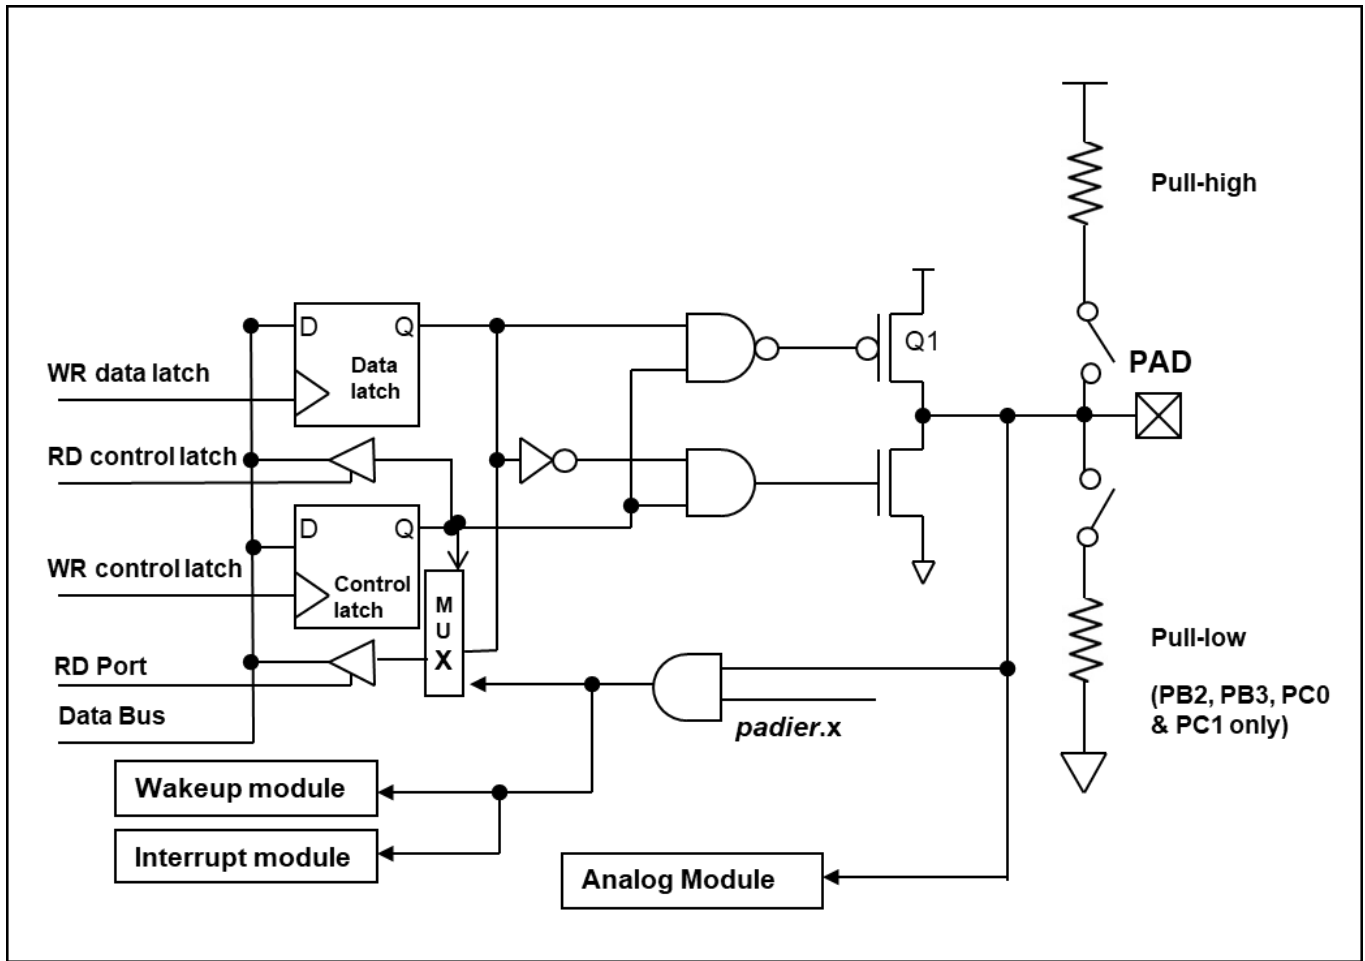 Pull-high
Q1
PAD
D
Q
Data
latch
WR data latch
RD control latch
D
Q
Control
latch
WR control latch
M
U
X
RD Port
Data Bus
padier.x
Pull-low
(PB2, PB3, PC0
& PC1 only)
Wakeup module
Interrupt module
Analog Module